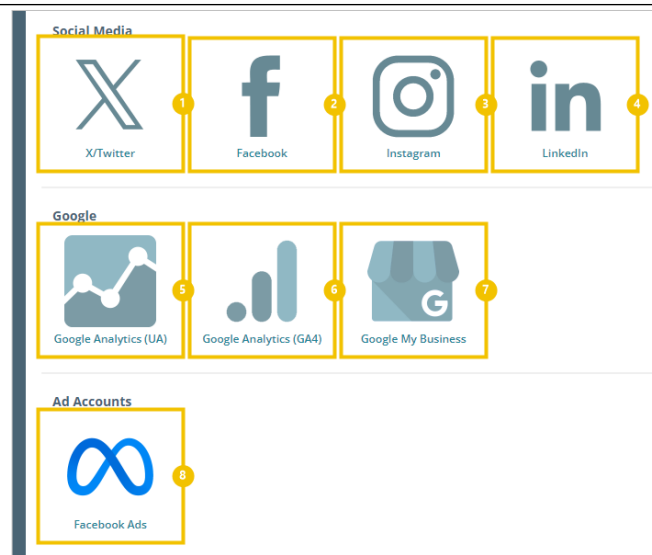 Social Media
1 2 3 4
X/Twitter Facebook Instagram LinkedIn
Google
5 6 7
G
Google Analytics (UA) Google Analytics (GA4) Google My Business
Ad Accounts
8
Facebook Ads